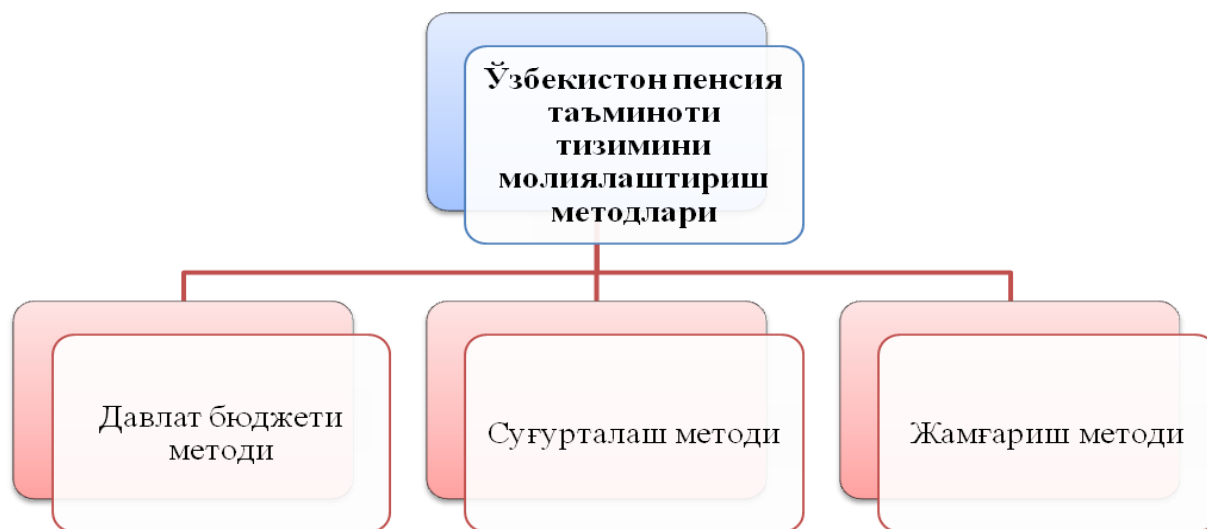 Ўзбекистон пенсия
таъминоти
тизимини
молиялаштириш
методлари
Давлат бюджети
методи
Суғурталаш методи
Жамғариш методи